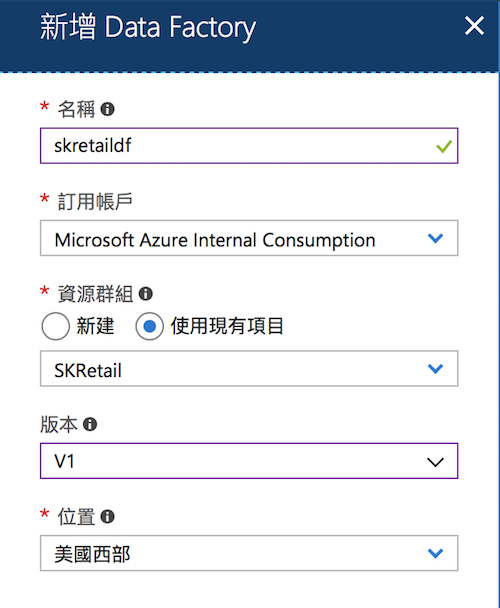 新增 Data Factory
* 名稱
skretaildf
* 訂用帳戶
Microsoft Azure Internal Consumption
* 資源群組
新建 使用現有項目
SKRetail
版本
V1
* 位置
美國西部